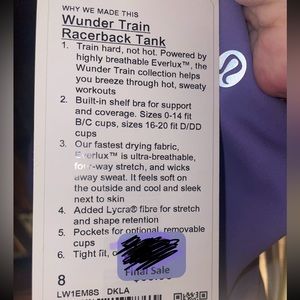 WHY WE MADE THIS
Wunder Train
Racerback Tank
1. Train hard, not hot. Powered by
highly breathable Everlux™, the
Wunder Train collection helps
you breeze through hot, sweaty
workouts
2. Built-in shelf bra for support
and coverage. Sizes 0-14 fit
B/C cups, sizes 16-20 fit D/DD
cups
3. Our fastest drying fabric,
Everlux™ is ultra-breathable,
four-way stretch, and wicks
away sweat. It feels soft on
the outside and cool and sleek
next to skin
4. Added Lycra® fibre for stretch
and shape retention
5. Pockets for optional, removable
cups
6. Tight fit,
Final Sale
8
LW1EM8S DKLA